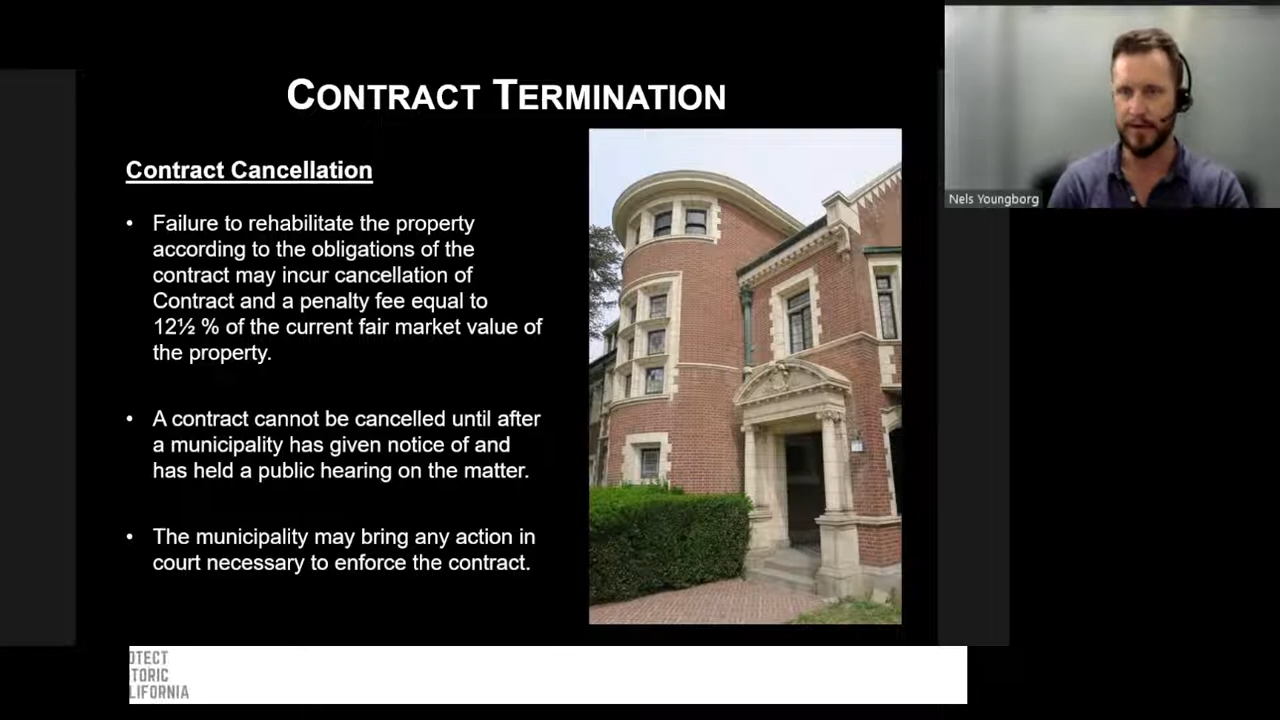 CONTRACT TERMINATION
Contract Cancellation
• Failure to rehabilitate the property
according to the obligations of the
contract may incur cancellation of
Contract and a penalty fee equal to
12½ % of the current fair market value of
the property.
• A contract cannot be cancelled until after
a municipality has given notice of and
has held a public hearing on the matter.
• The municipality may bring any action in
court necessary to enforce the contract.
Nels Youngborg
OTECT
TORIC
LIFORNIA